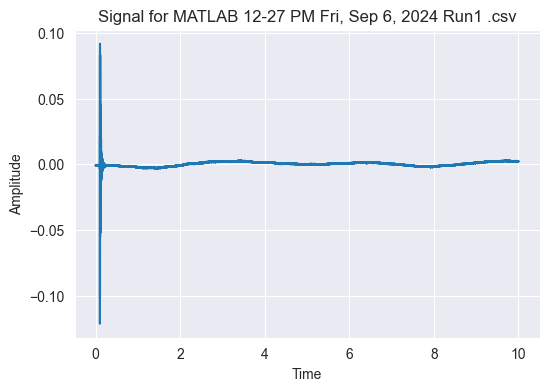 Signal for MATLAB 12-27 PM Fri, Sep 6, 2024 Run1 .csv
0.10
0.05
0.00
−0.05
−0.10
Amplitude
0 2 4 6 8 10
Time